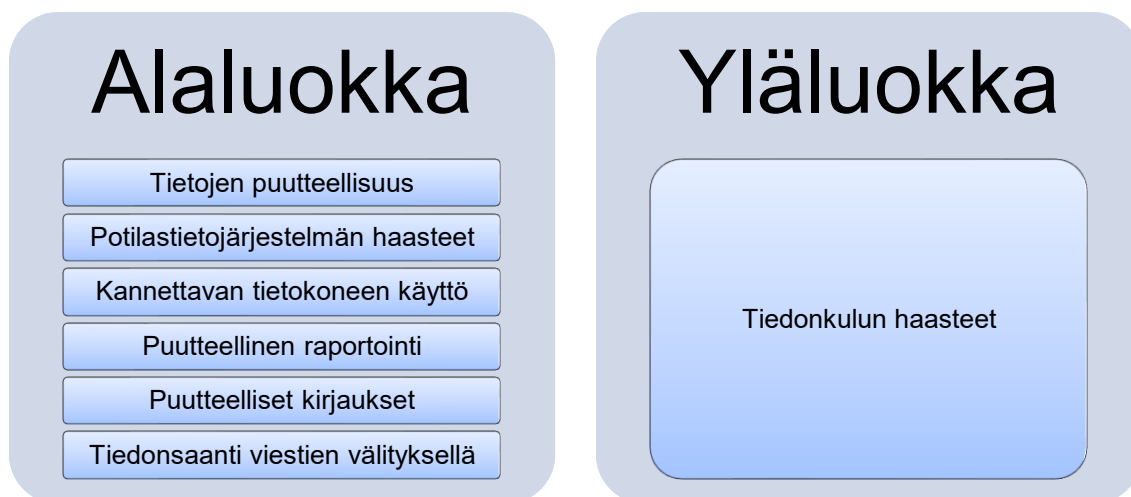 Alaluokka
Tietojen puutteellisuus
Potilastietojärjestelmän haasteet
Kannettavan tietokoneen käyttö
Puutteellinen raportointi
Puutteelliset kirjaukset
Tiedonsaanti viestien välityksellä
Yläluokka
Tiedonkulun haasteet